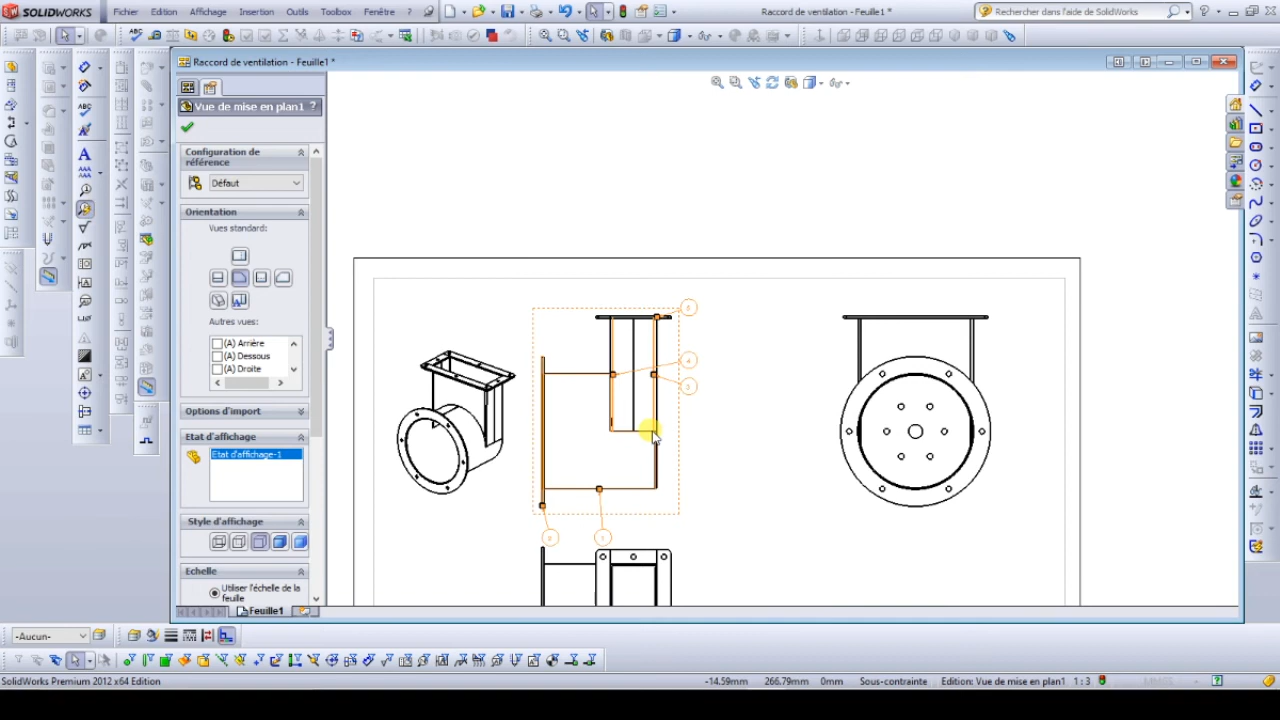 SOLIDWORKS
Fichier Edition Affichage Insertion Outils Toolbox Fenêtre ?
Raccord de ventilation - Feuille1 *
Rechercher dans l'aide de SolidWorks
Raccord de ventilation - Feuille1 *
Vue de mise en plan1 ?
Configuration de
référence
Défaut
Orientation
Vues standard:
Autres vues:
(A) Arrière
(A) Dessous
(A) Droite
Options d'import
Etat d'affichage
Etat d'affichage-1
Style d'affichage
Echelle
Utiliser l'échelle de la
feuille
Feuille1
-Aucun-
SolidWorks Premium 2012 x64 Edition
-14.59mm 266.79mm 0mm Sous-contrainte Edition: Vue de mise en plan1 1 : 3